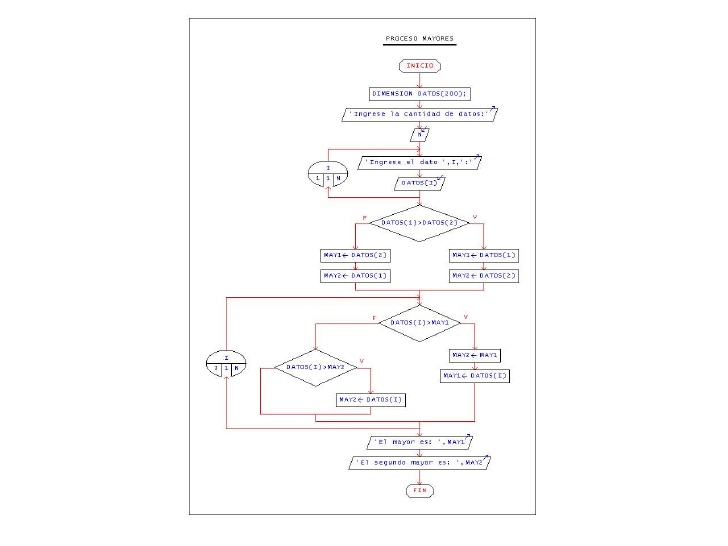 PROCESO MAYORES
INICIO
DIMENSION DATOS[200];
'Ingrese la cantidad de datos:'
N
I
1 1 N
'Ingrese el dato ',I,':'
DATOS[I]
DATOS[1]>DATOS[2]
F
V
MAY1← DATOS[2]
MAY2← DATOS[1]
MAY1← DATOS[1]
MAY2← DATOS[2]
I
3 1 N
DATOS[I]>MAY1
F
V
DATOS[I]>MAY2
V
MAY2← DATOS[I]
MAY2← MAY1
MAY1← DATOS[I]
'El mayor es: ',MAY1
'El segundo mayor es: ',MAY2
FIN